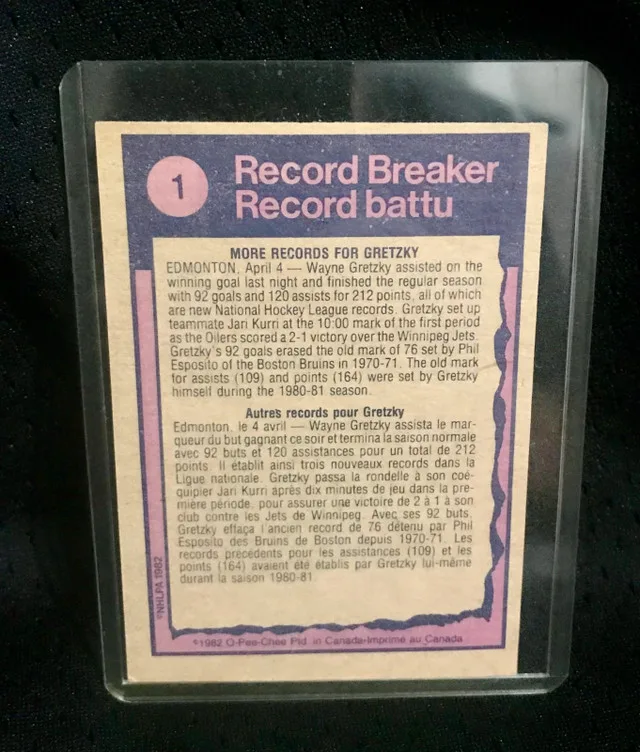 1
Record Breaker
Record battu
MORE RECORDS FOR GRETZKY
EDMONTON, April 4 — Wayne Gretzky assisted on the
winning goal last night and finished the regular season
with 92 goals and 120 assists for 212 points, all of which
are new National Hockey League records. Gretzky set up
teammate Jari Kurri at the 10:00 mark of the first period
as the Oilers scored a 2-1 victory over the Winnipeg Jets.
Gretzky's 92 goals erased the old mark of 76 set by Phil
Esposito of the Boston Bruins in 1970-71. The old mark
for assists (109) and points (164) were set by Gretzky
himself during the 1980-81 season.
Autres records pour Gretzky
Edmonton, le 4 avril — Wayne Gretzky assista le mar-
queur du but gagnant ce soir et termina la saison normale
avec 92 buts et 120 assistances pour un total de 212
points. Il établit ainsi trois nouveaux records dans la
Ligue nationale. Gretzky passa la rondelle à son coé-
quipier Jari Kurri après dix minutes de jeu dans la pre-
mière période, pour assurer une victoire de 2 à 1 à son
club contre les Jets de Winnipeg. Avec ses 92 buts,
Gretzky effaça l'ancien record de 76 détenu par Phil
Esposito des Bruins de Boston depuis 1970-71. Les
records précédents pour les assistances (109) et les
points (164) avaient été établis par Gretzky lui-même
durant la saison 1980-81.
©NHLPA 1982
©1982 O-Pee-Chee Ptd. in Canada-Imprimé au Canada